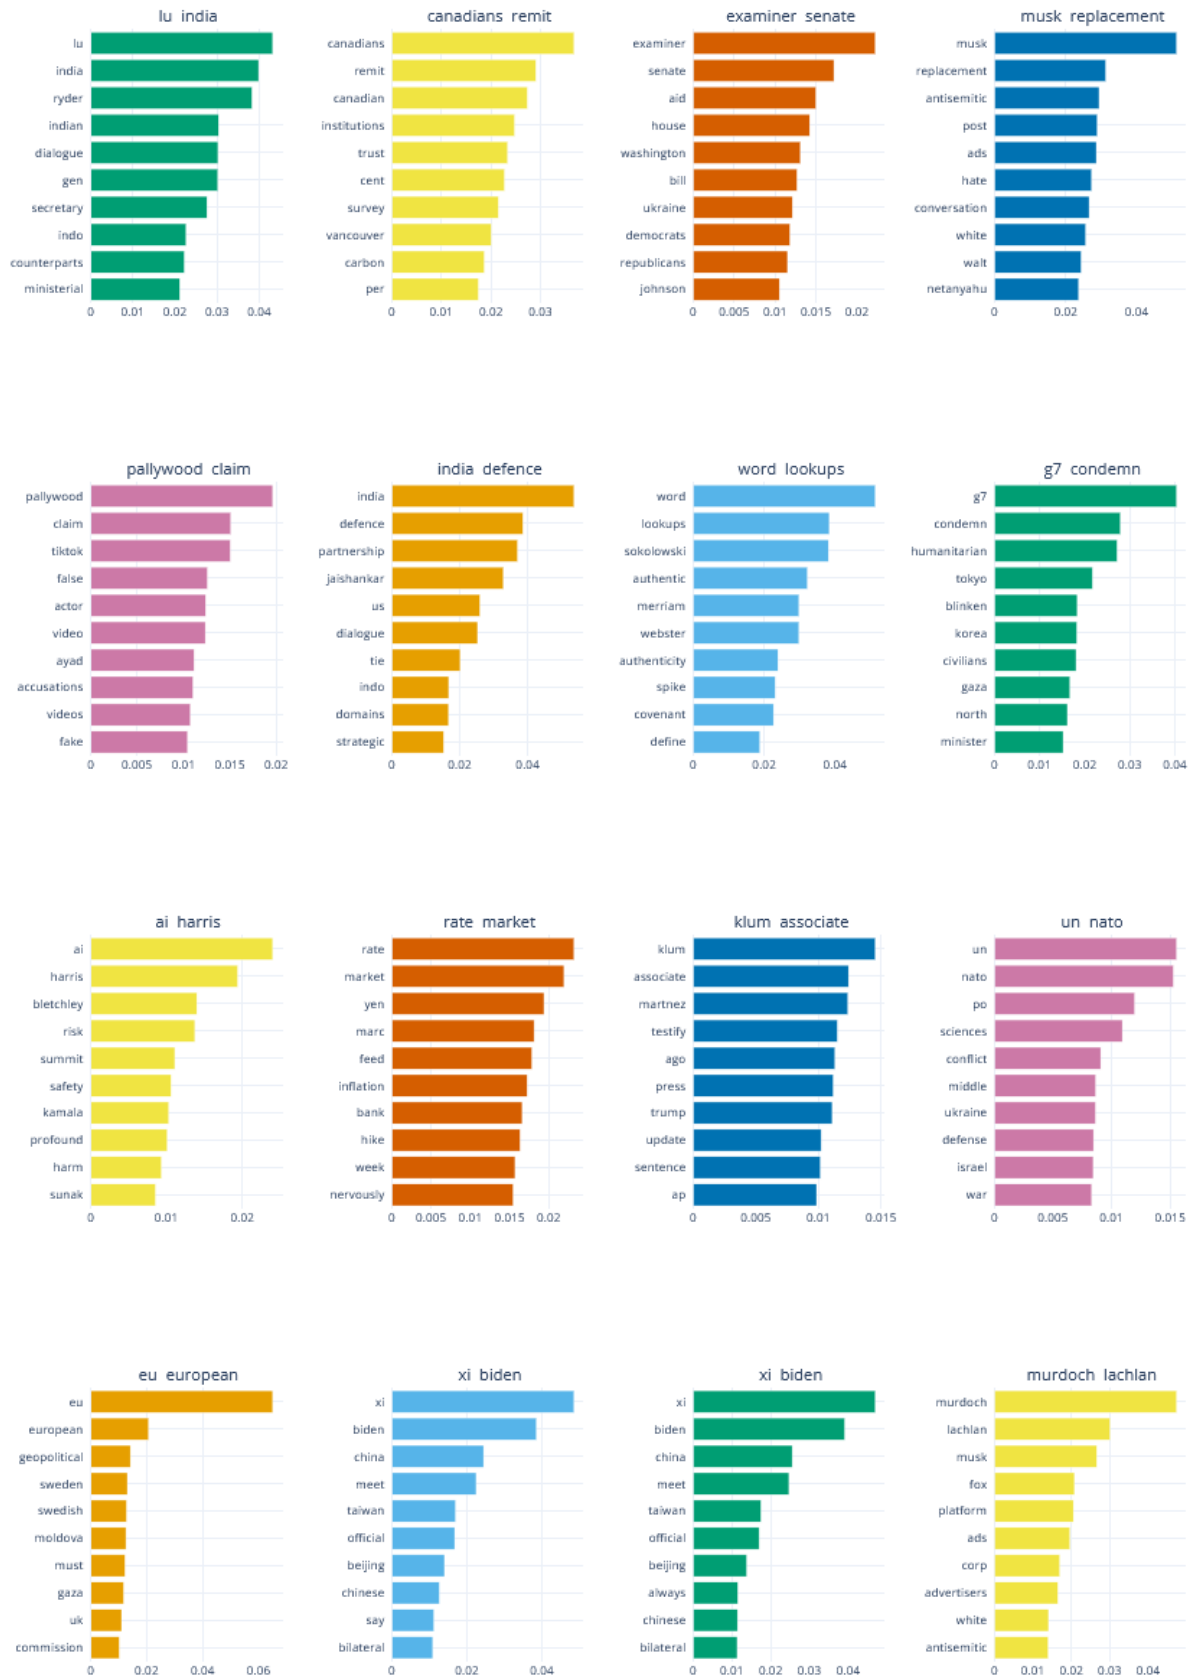 lu india
lu
india
ryder
indian
dialogue
gen
secretary
indo
counterparts
ministerial
0 0.01 0.02 0.03 0.04
canadians remit
canadians
remit
canadian
institutions
trust
cent
survey
vancouver
carbon
per
0 0.01 0.02 0.03
examiner senate
examiner
senate
aid
house
washington
bill
ukraine
democrats
republicans
johnson
0 0.005 0.01 0.015 0.02
musk replacement
musk
replacement
antisemitic
post
ads
hate
conversation
white
walt
netanyahu
0 0.02 0.04
pallywood claim
pallywood
claim
tiktok
false
actor
video
ayad
accusations
videos
fake
0 0.005 0.01 0.015 0.02
india defence
india
defence
partnership
jaishankar
us
dialogue
tie
indo
domains
strategic
0 0.02 0.04
word lookups
word
lookups
sokolowski
authentic
merriam
webster
authenticity
spike
covenant
define
0 0.02 0.04
g7 condemn
g7
condemn
humanitarian
tokyo
blinken
korea
civilians
gaza
north
minister
0 0.01 0.02 0.03 0.04
ai harris
ai
harris
bletchley
risk
summit
safety
kamala
profound
harm
sunak
0 0.01 0.02
rate market
rate
market
yen
marc
feed
inflation
bank
hike
week
nervously
0 0.005 0.01 0.015 0.02
klum associate
klum
associate
martnez
testify
ago
press
trump
update
sentence
ap
0 0.005 0.01 0.015
un nato
un
nato
po
sciences
conflict
middle
ukraine
defense
israel
war
0 0.005 0.01 0.015
eu european
eu
european
geopolitical
sweden
swedish
moldova
must
gaza
uk
commission
0 0.02 0.04 0.06
xi biden
xi
biden
china
meet
taiwan
official
beijing
chinese
say
bilateral
0 0.02 0.04
xi biden
xi
biden
china
meet
taiwan
official
beijing
always
chinese
bilateral
0 0.01 0.02 0.03 0.04
murdoch lachlan
murdoch
lachlan
musk
fox
platform
ads
corp
advertisers
white
antisemitic
0 0.02 0.04